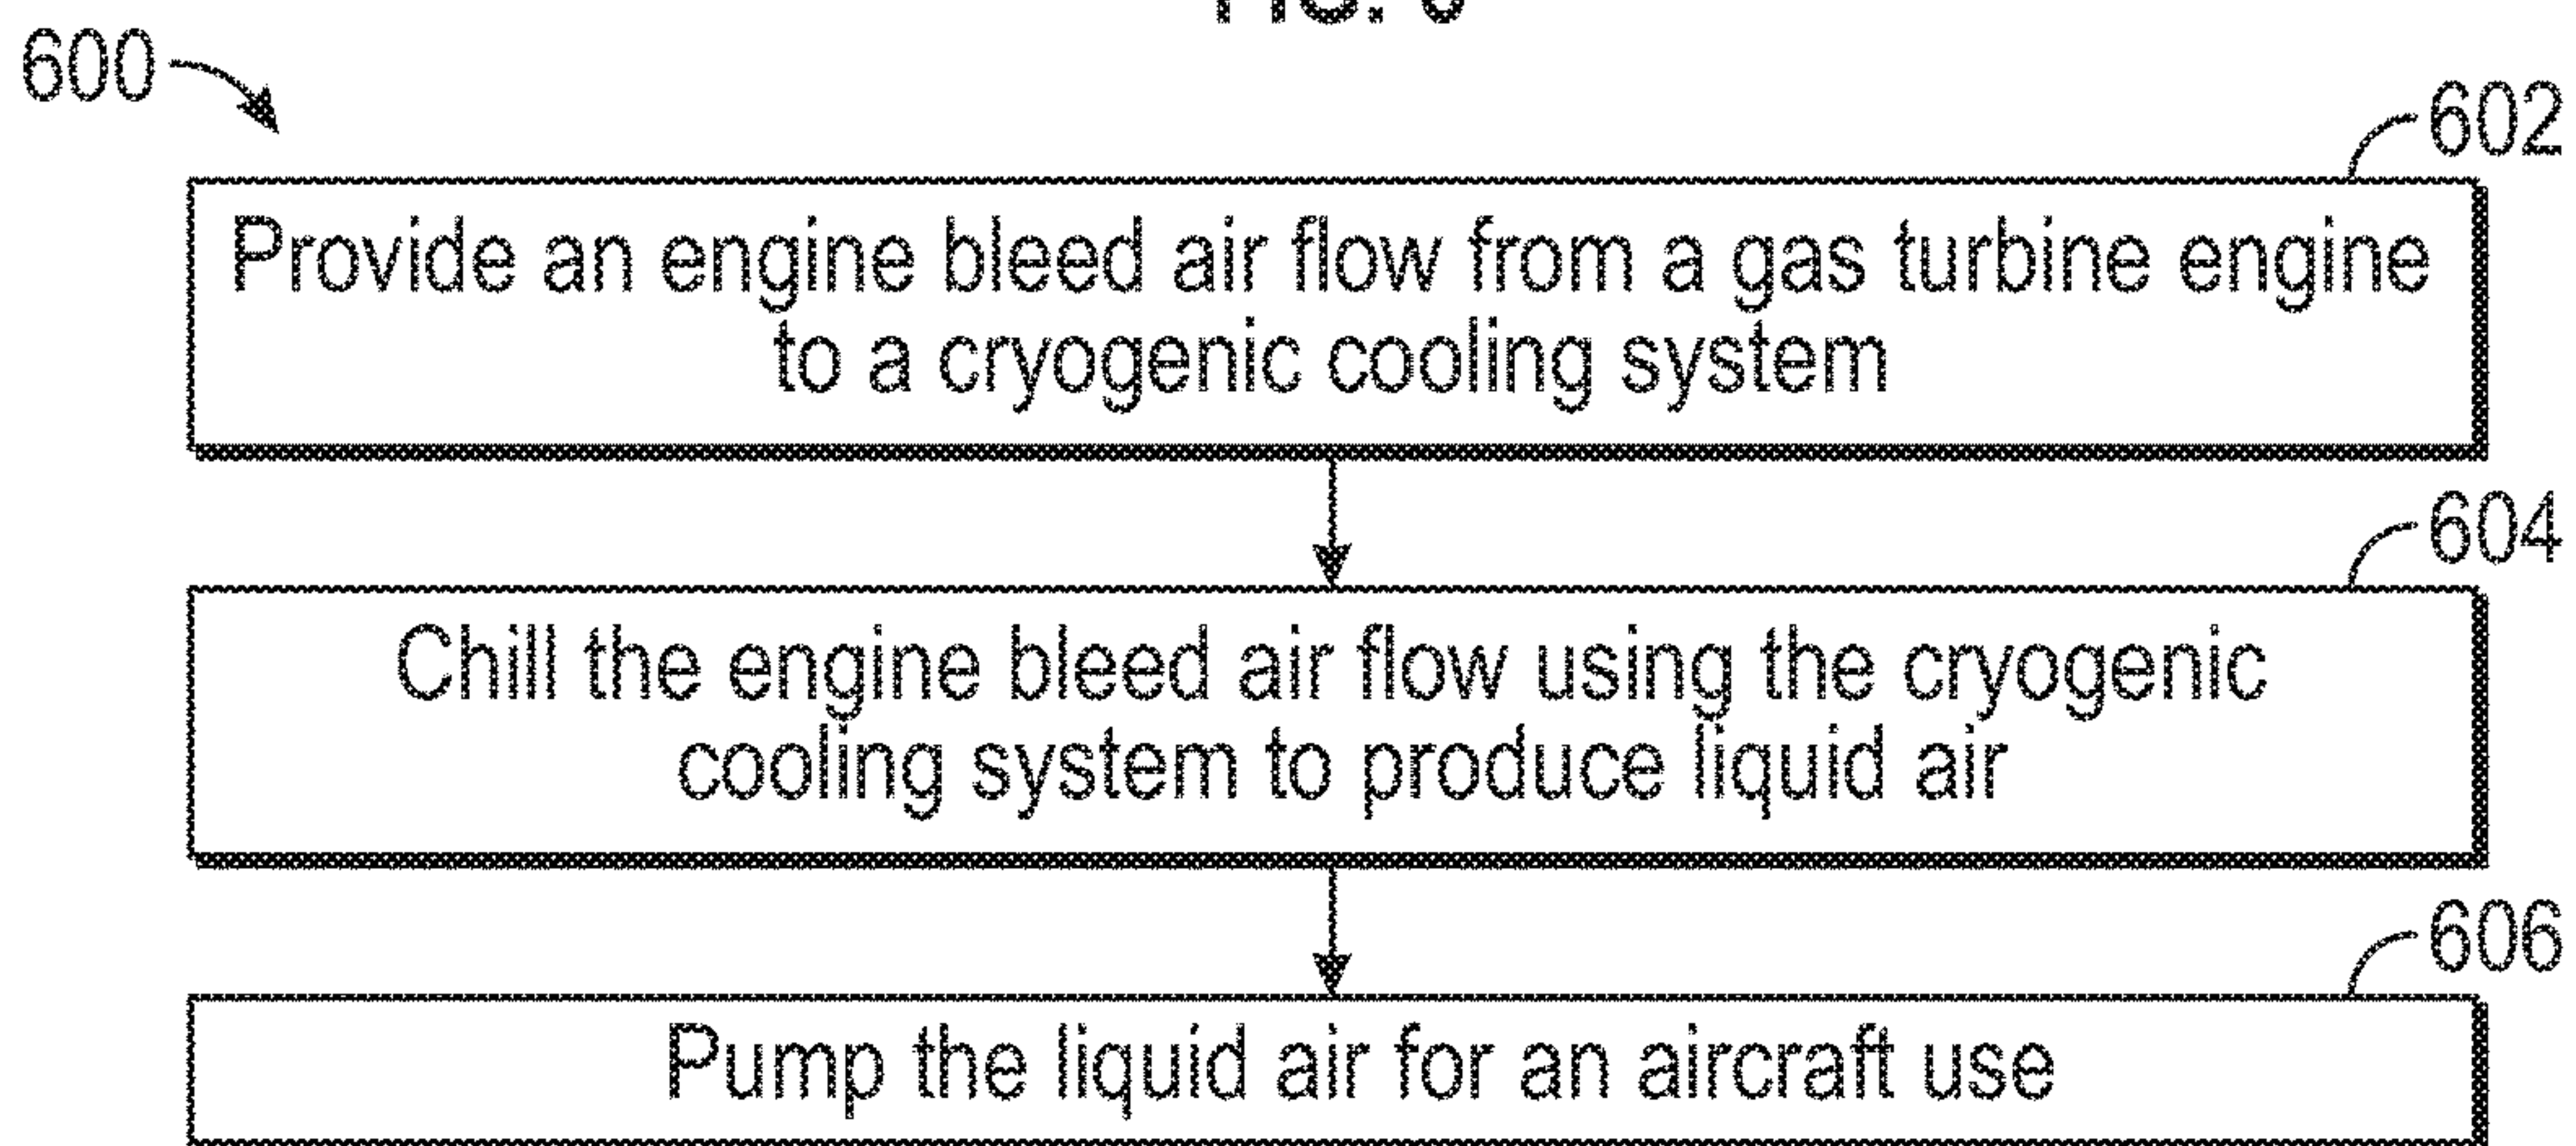 600
602
Provide an engine bleed air flow from a gas turbine engine
to a cryogenic cooling system
604
Chill the engine bleed air flow using the cryogenic
cooling system to produce liquid air
606
Pump the liquid air for an aircraft use